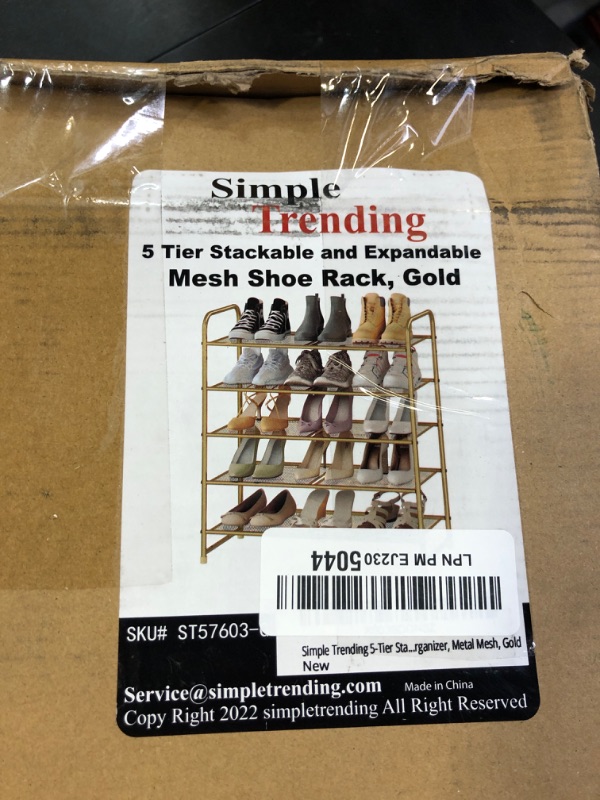 Simple
Trending
5 Tier Stackable and Expandable
Mesh Shoe Rack, Gold
LPN PM EJ230 5044
SKU# ST57603-
Simple Trending 5-Tier Sta...rganizer, Metal Mesh, Gold
New
Service@simpletrending.com Made in China
Copy Right 2022 simpletrending All Right Reserved